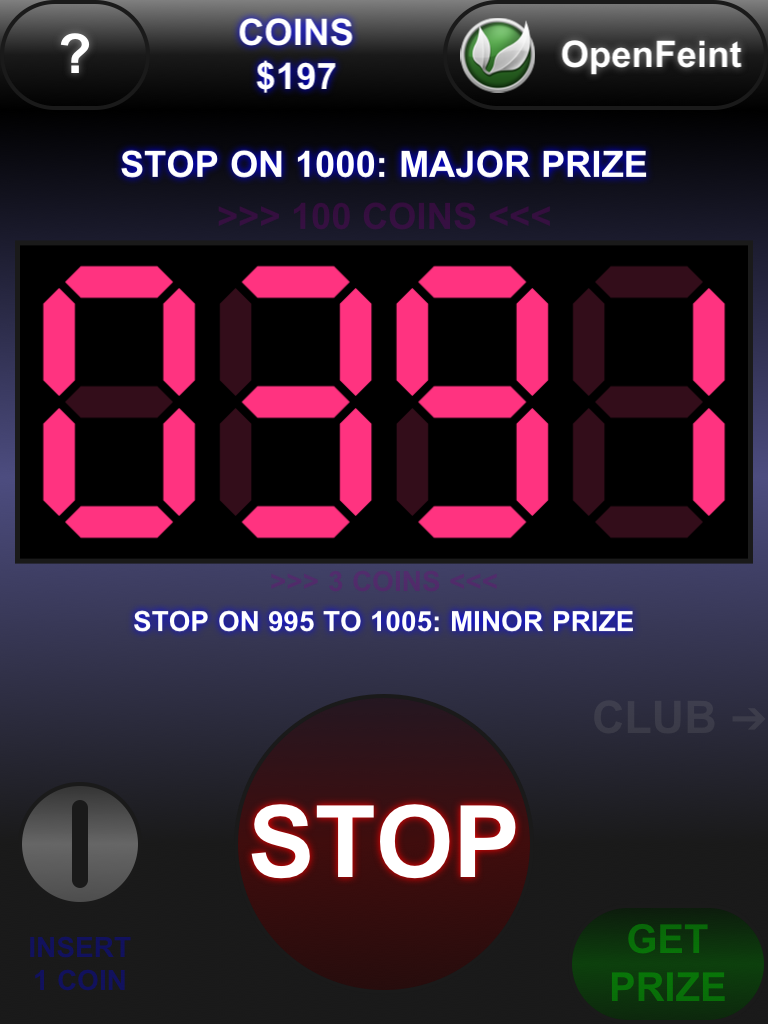 ?
COINS
$197
OpenFeint
STOP ON 1000: MAJOR PRIZE
>>> 100 COINS <<<
0391
>>> 3 COINS <<<
STOP ON 995 TO 1005: MINOR PRIZE
CLUB ➔
STOP
INSERT
1 COIN
GET
PRIZE